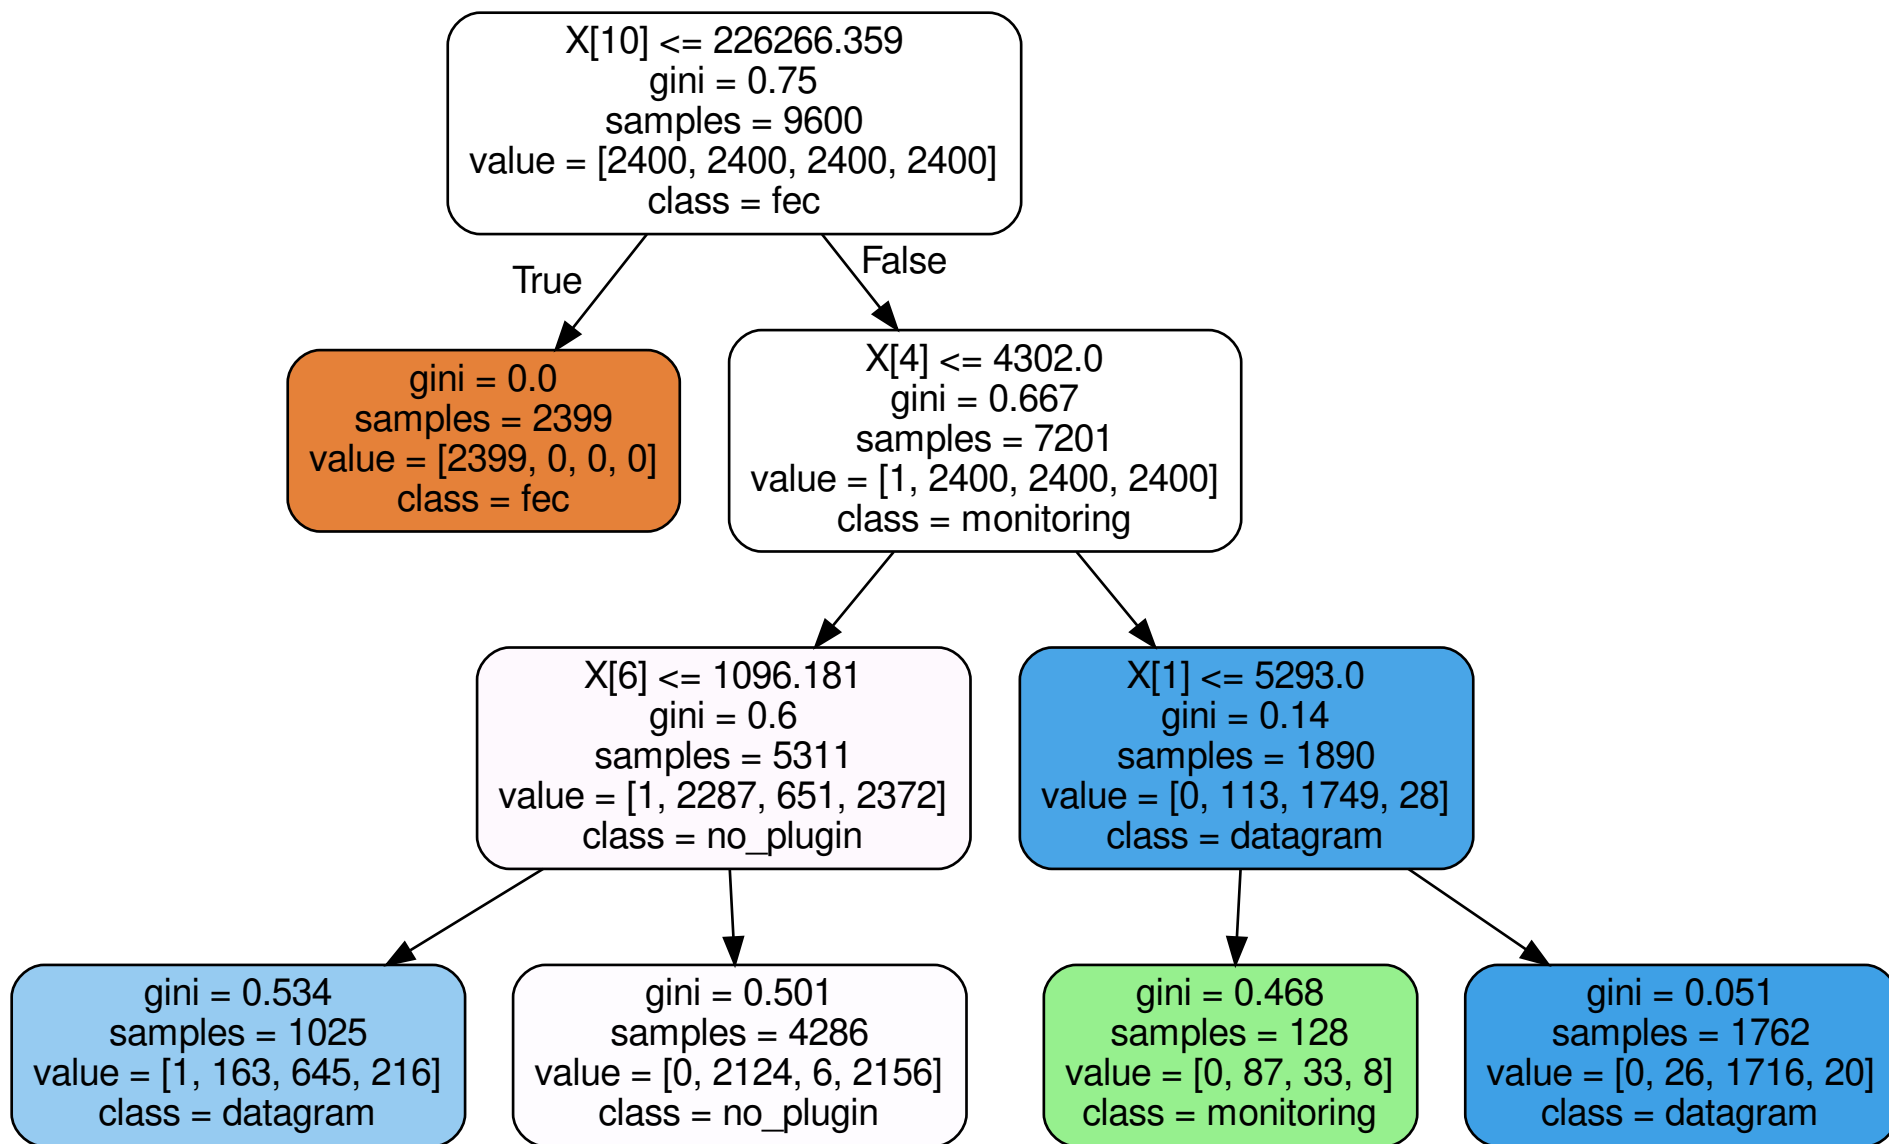 X[10] <= 226266.359
gini = 0.75
samples = 9600
value = [2400, 2400, 2400, 2400]
class = fec
True
False
gini = 0.0
samples = 2399
value = [2399, 0, 0, 0]
class = fec
X[4] <= 4302.0
gini = 0.667
samples = 7201
value = [1, 2400, 2400, 2400]
class = monitoring
X[6] <= 1096.181
gini = 0.6
samples = 5311
value = [1, 2287, 651, 2372]
class = no_plugin
X[1] <= 5293.0
gini = 0.14
samples = 1890
value = [0, 113, 1749, 28]
class = datagram
gini = 0.534
samples = 1025
value = [1, 163, 645, 216]
class = datagram
gini = 0.501
samples = 4286
value = [0, 2124, 6, 2156]
class = no_plugin
gini = 0.468
samples = 128
value = [0, 87, 33, 8]
class = monitoring
gini = 0.051
samples = 1762
value = [0, 26, 1716, 20]
class = datagram